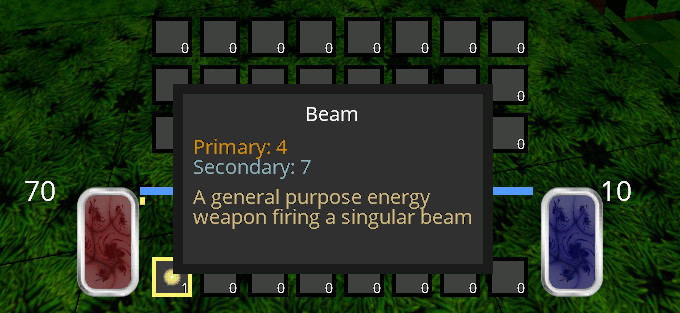 0 0 0 0 0 0 0 0
0
0
Beam
Primary: 4
Secondary: 7
A general purpose energy
weapon firing a singular beam
70
10
1 0 0 0 0 0 0 0